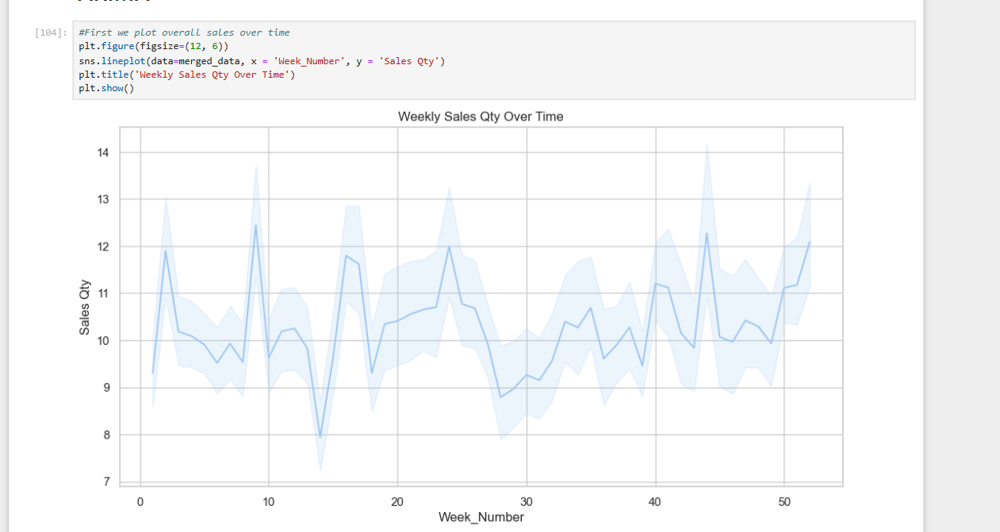 [104]:
#First we plot overall sales over time
plt.figure(figsize=(12, 6))
sns.lineplot(data=merged_data, x = 'Week_Number', y = 'Sales Qty')
plt.title('Weekly Sales Qty Over Time')
plt.show()
Weekly Sales Qty Over Time
14
13
12
11
10
9
8
7
Sales Qty
0 10 20 30 40 50
Week_Number